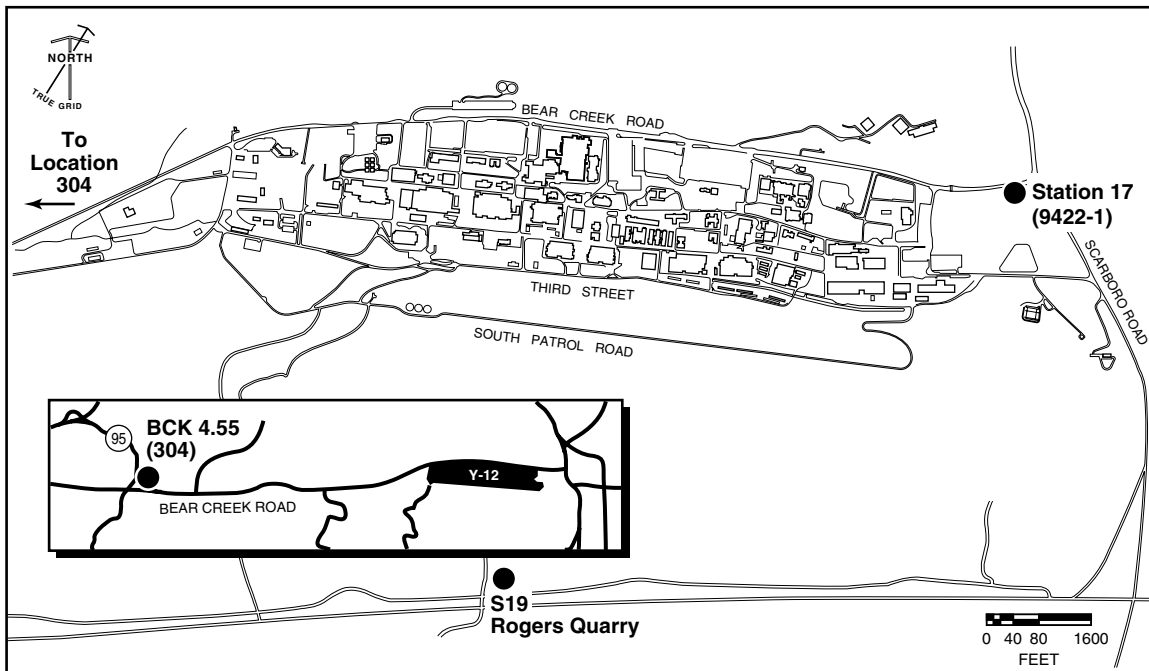 NORTH
TRUE GRID
To
Location
304
BEAR CREEK ROAD
Station 17
(9422-1)
SCARBORO ROAD
THIRD STREET
SOUTH PATROL ROAD
95
BCK 4.55
(304)
Y-12
BEAR CREEK ROAD
S19
Rogers Quarry
0 40 80 1600
FEET